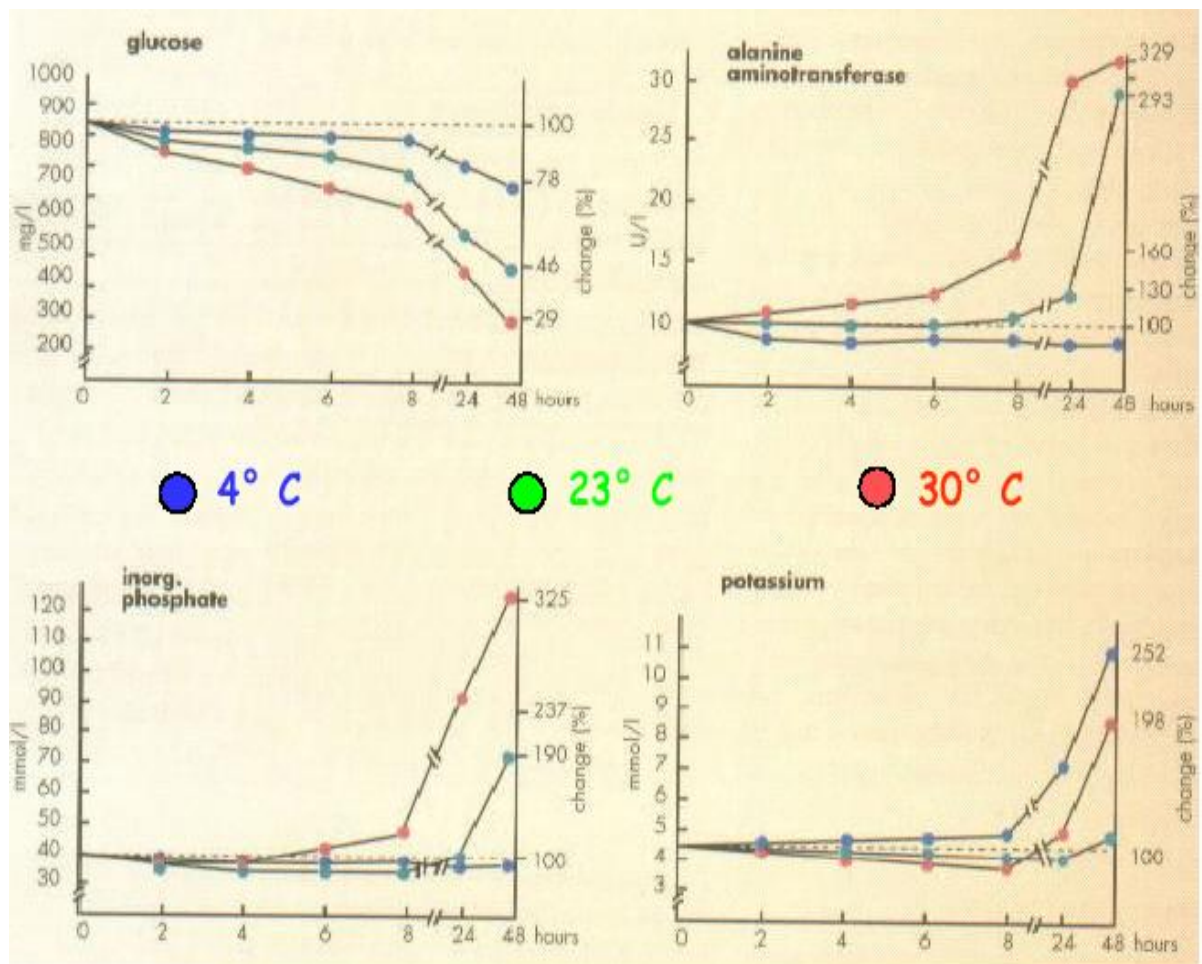 glucose
1000
900
800
700
600
500
400
300
200
mg/l
100
78
46
29
change (%)
0 2 4 6 8 24 48 hours
alanine
aminotransferase
30
25
20
15
10
U/l
329
293
160
130
100
change (%)
0 2 4 6 8 24 48 hours
4° C
23° C
30° C
inorg.
phosphate
120
110
100
90
80
70
60
50
40
30
mmol/l
325
237
190
100
change (%)
0 2 4 6 8 24 48 hours
potassium
11
10
9
8
7
6
5
4
3
mmol/l
252
198
100
change (%)
0 2 4 6 8 24 48 hours